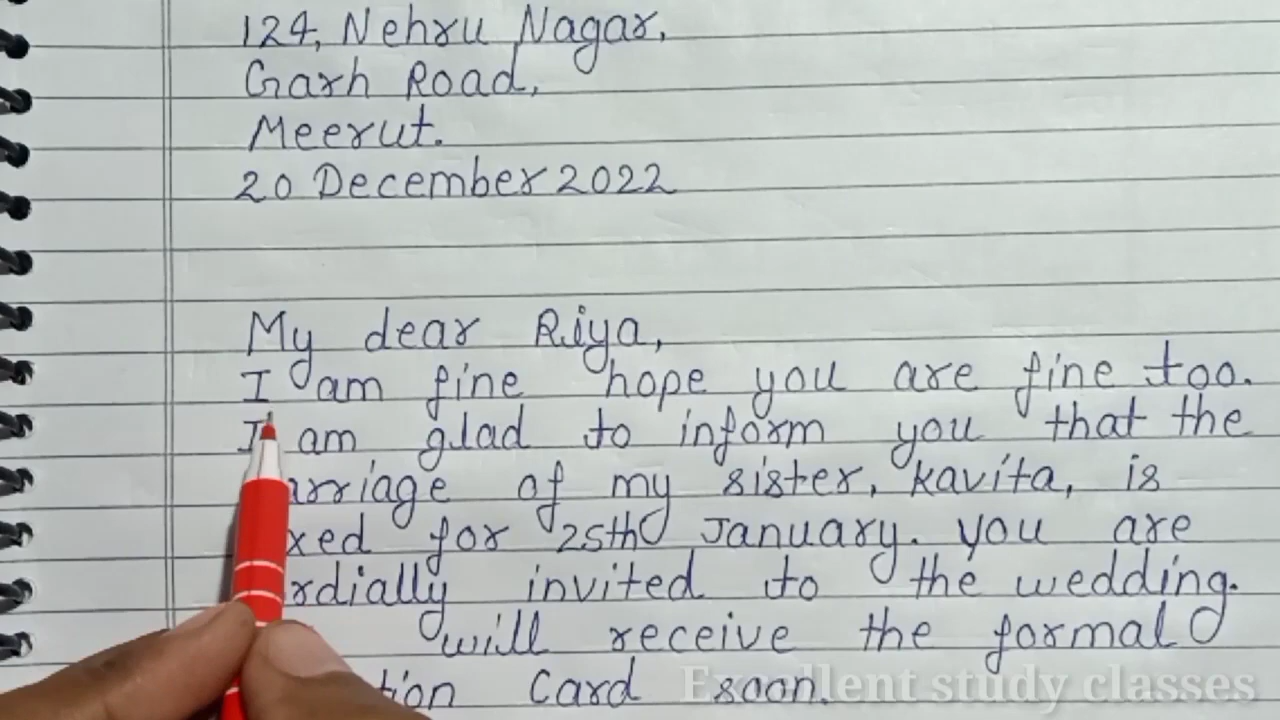 124, Nehru Nagar,
Garh Road,
Meerut.
20 December 2022
My dear Riya,
I am fine hope you are fine too.
I am glad to inform you that the
arriage of my sister, kavita, is
xed for 25th January. you are
rdially invited to the wedding.
will receive the formal
tion Card soon.
Excellent study classes